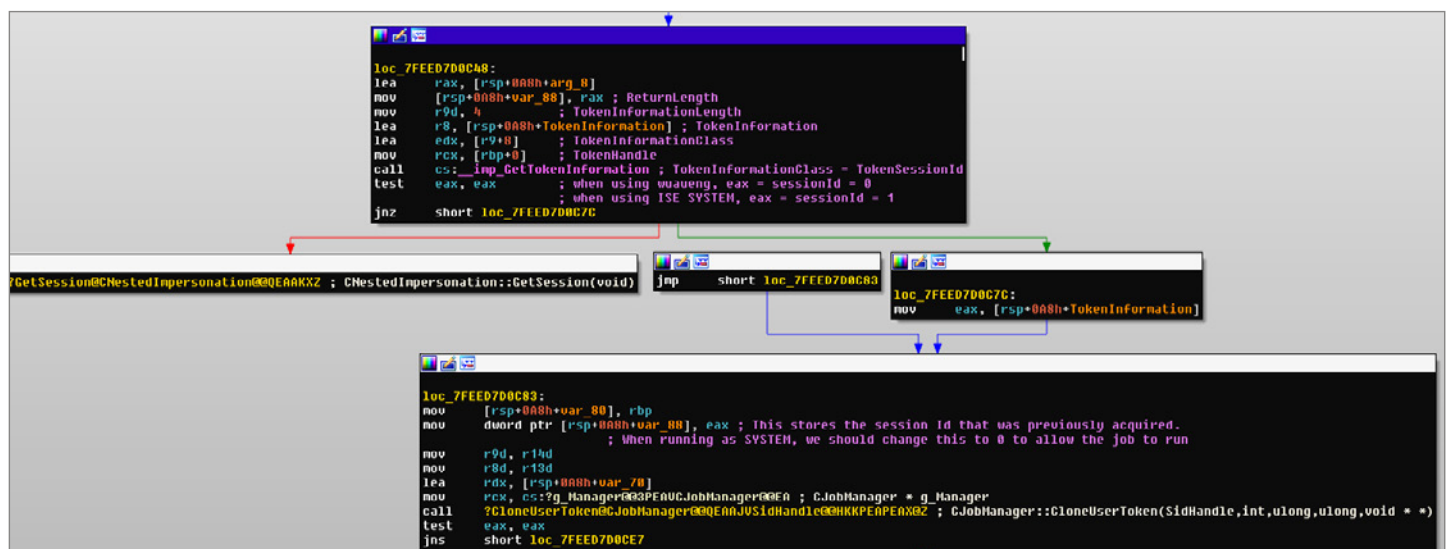 loc_7FEED7D0C48:
lea rax, [rsp+0A8h+arg_8]
mov [rsp+0A8h+var_88], rax ; ReturnLength
mov r9d, 4 ; TokenInformationLength
lea r8, [rsp+0A8h+TokenInformation] ; TokenInformation
lea edx, [r9+8] ; TokenInformationClass
mov rcx, [rbp+0] ; TokenHandle
call cs:__imp_GetTokenInformation ; TokenInformationClass - TokenSessionId
test eax, eax ; when using wuaueng, eax = sessionId = 0
; when using ISE SYSTEM, eax = sessionId = 1
jnz short loc_7FEED7D0C7C
?GetSession@CNestedImpersonation@@QEAAKXZ ; CNestedImpersonation::GetSession(void)
jmp short loc_7FEED7D0C83
loc_7FEED7D0C7C:
mov eax, [rsp+0A8h+TokenInformation]
loc_7FEED7D0C83:
mov [rsp+0A8h+var_80], rbp
mov dword ptr [rsp+0A8h+var_88], eax ; This stores the session Id that was previously acquired.
; When running as SYSTEM, we should change this to 0 to allow the job to run
mov r9d, r14d
mov r8d, r13d
lea rdx, [rsp+0A8h+var_70]
mov rcx, cs:?g_Manager@@3PEAVCJobManager@@EA ; CJobManager * g_Manager
call ?CloneUserToken@CJobManager@@QEAAJVSidHandle@@HKKPEAPEAX@Z ; CJobManager::CloneUserToken(SidHandle,int,ulong,ulong,void * *)
test eax, eax
jns short loc_7FEED7D0CE7